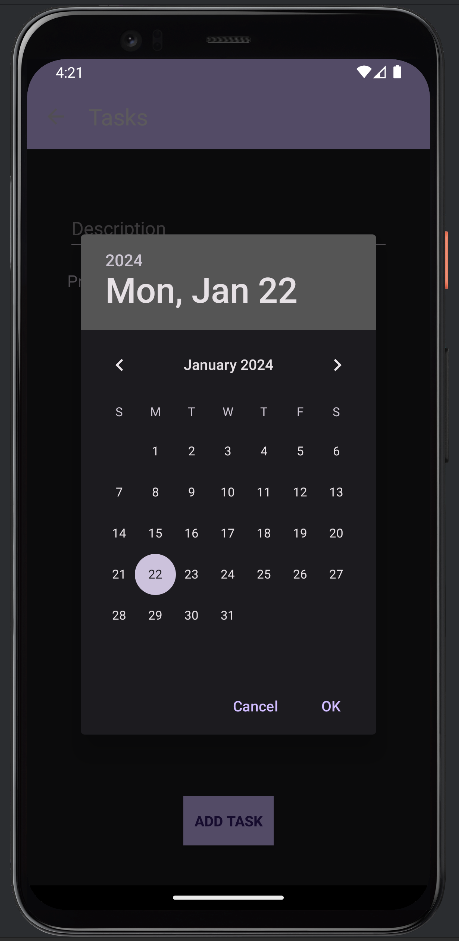 4:21
Tasks
Description
Pr
2024
Mon, Jan 22
January 2024
S M T W T F S
1 2 3 4 5 6
7 8 9 10 11 12 13
14 15 16 17 18 19 20
21 22 23 24 25 26 27
28 29 30 31
Cancel OK
ADD TASK